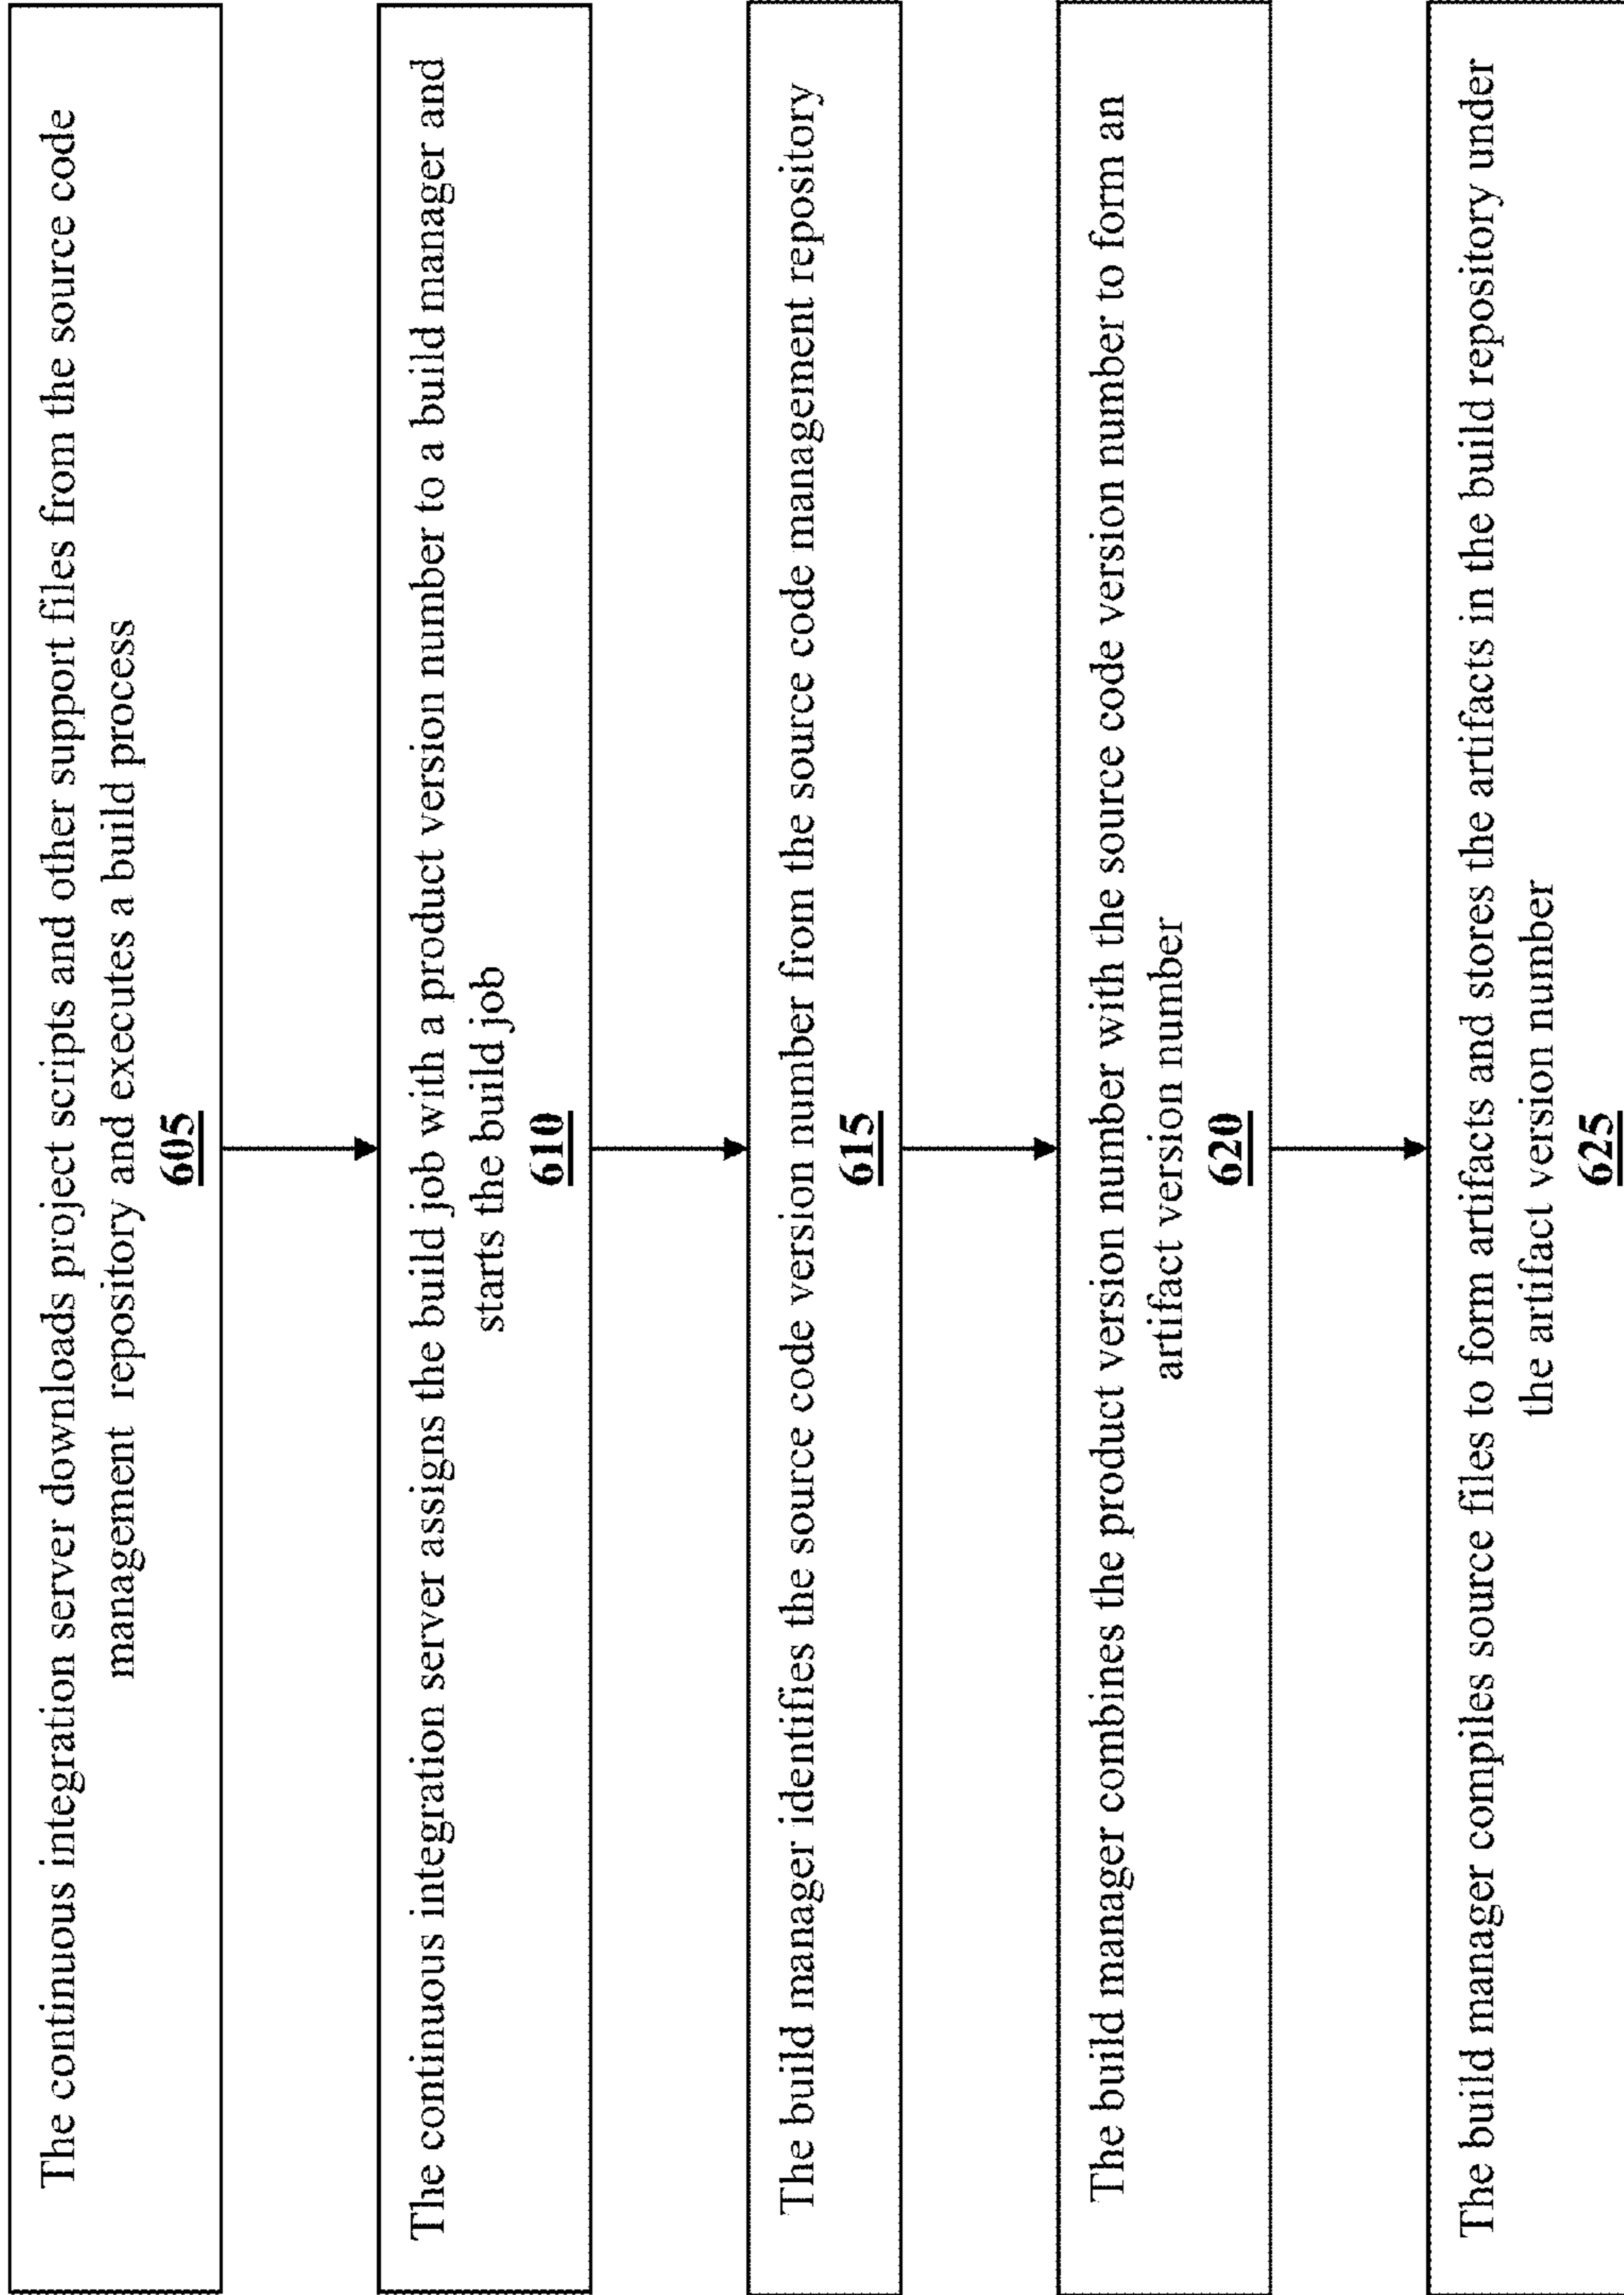 The continuous integration server downloads project scripts and other support files from the source code
management repository and executes a build process
605
The continuous integration server assigns the build job with a product version number to a build manager and
starts the build job
610
The build manager identifies the source code version number from the source code management repository
615
The build manager combines the product version number with the source code version number to form an
artifact version number
620
The build manager compiles source files to form artifacts and stores the artifacts in the build repository under
the artifact version number
625